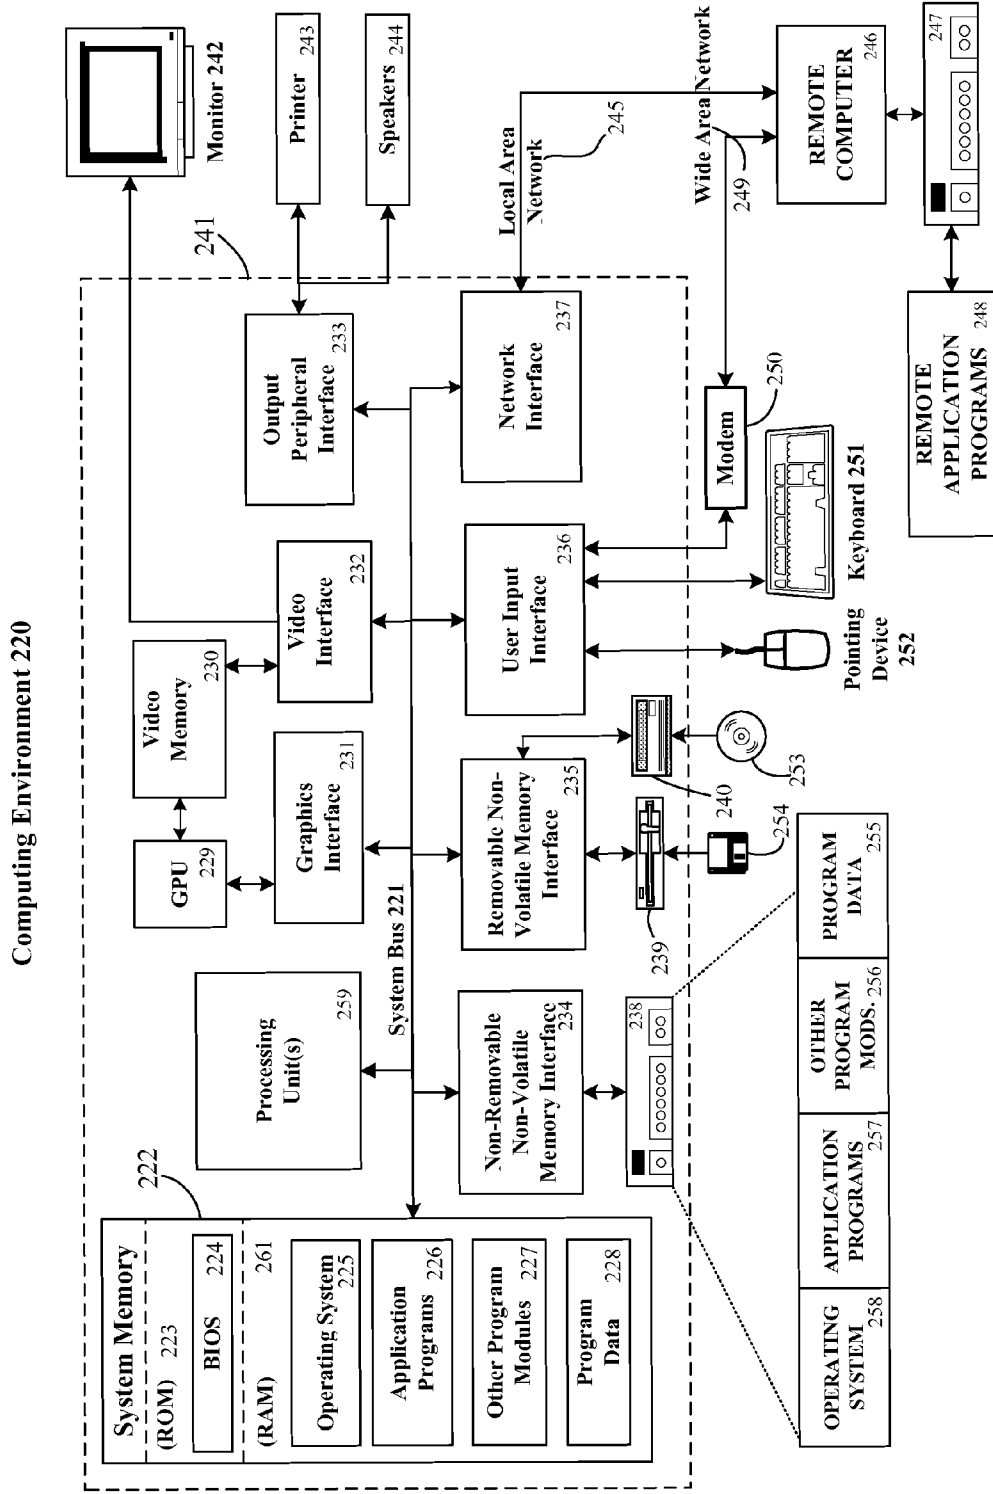 Computing Environment 220
Monitor 242
Printer
243
Speakers
244
241
222
System Memory
(ROM) 223
BIOS
224
(RAM) 261
Operating System
225
Application
Programs
226
Other Program
Modules
227
Program
Data
228
Processing
Unit(s)
259
System Bus 221
GPU
229
Video
Memory
230
Graphics
Interface
231
Video
Interface
232
Output
Peripheral
Interface
233
Non-Removable
Non-Volatile
Memory Interface
234
Removable Non-
Volatile Memory
Interface
235
User Input
Interface
236
Network
Interface
237
Local Area
Network
245
Wide Area Network
249
REMOTE
COMPUTER
246
247
238
239
240
254
253
Modem
250
Pointing
Device
252
Keyboard 251
REMOTE
APPLICATION
PROGRAMS
248
OPERATING
SYSTEM
258
APPLICATION
PROGRAMS
257
OTHER
PROGRAM
MODS.
256
PROGRAM
DATA
255